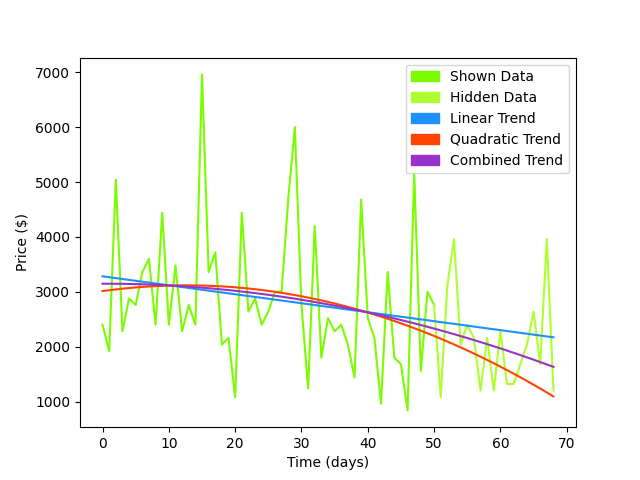 7000
6000
5000
4000
3000
2000
1000
Price ($)
0 10 20 30 40 50 60 70
Time (days)
Shown Data
Hidden Data
Linear Trend
Quadratic Trend
Combined Trend